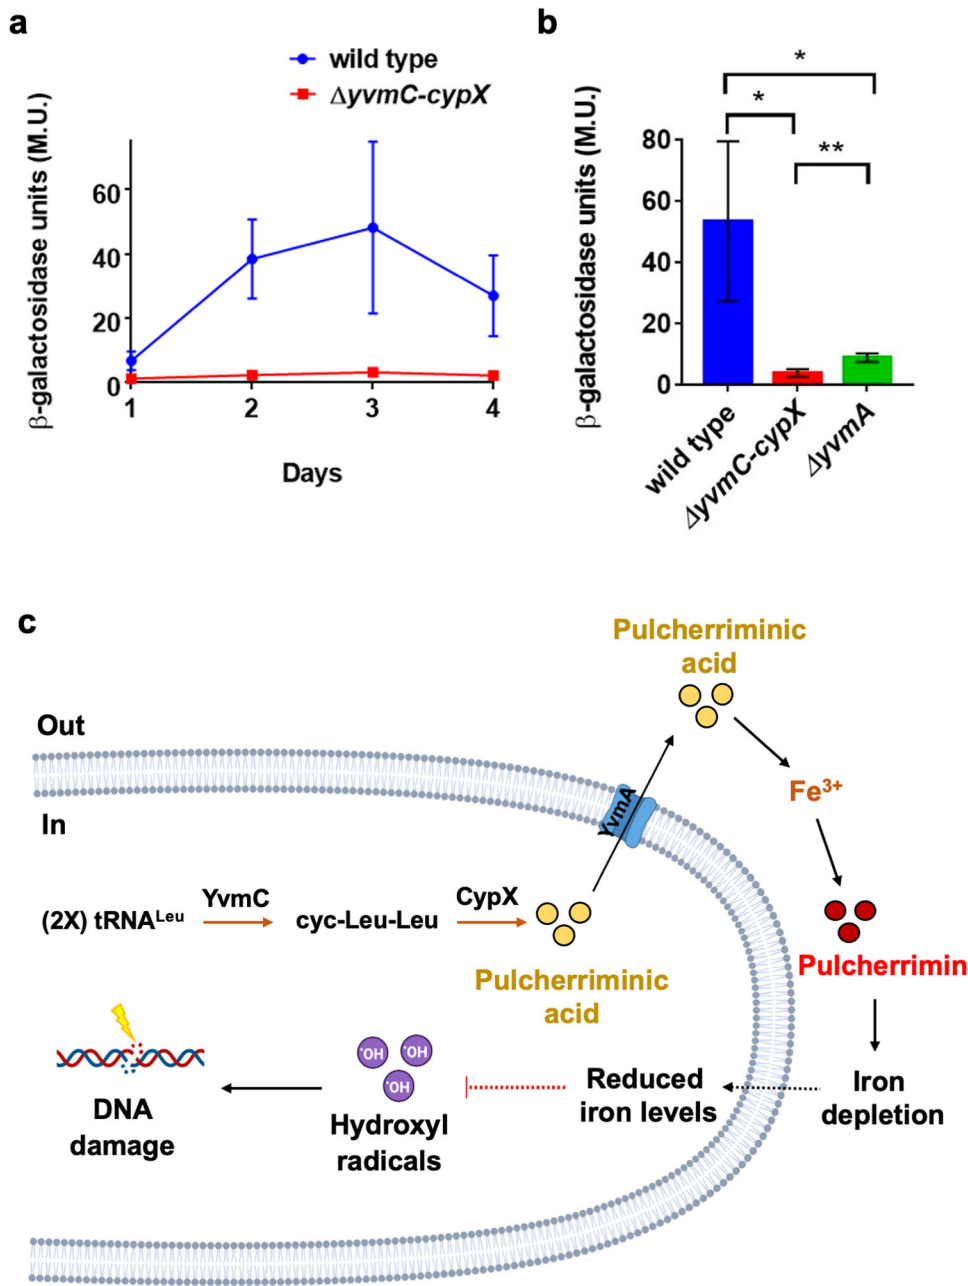 a
wild type
ΔyvmC-cypX
β-galactosidase units (M.U.)
60
40
20
0
1
2
3
4
Days
b
*
*
**
β-galactosidase units (M.U.)
80
60
40
20
0
wild type
ΔyvmC-cypX
ΔyvmA
c
Pulcherriminic
acid
Out
In
YvmA
Fe³⁺
(2X) tRNAᴸᵉᵘ
YvmC
cyc-Leu-Leu
CypX
Pulcherriminic
acid
Pulcherrimin
DNA
damage
·OH
·OH
·OH
Hydroxyl
radicals
Reduced
iron levels
Iron
depletion